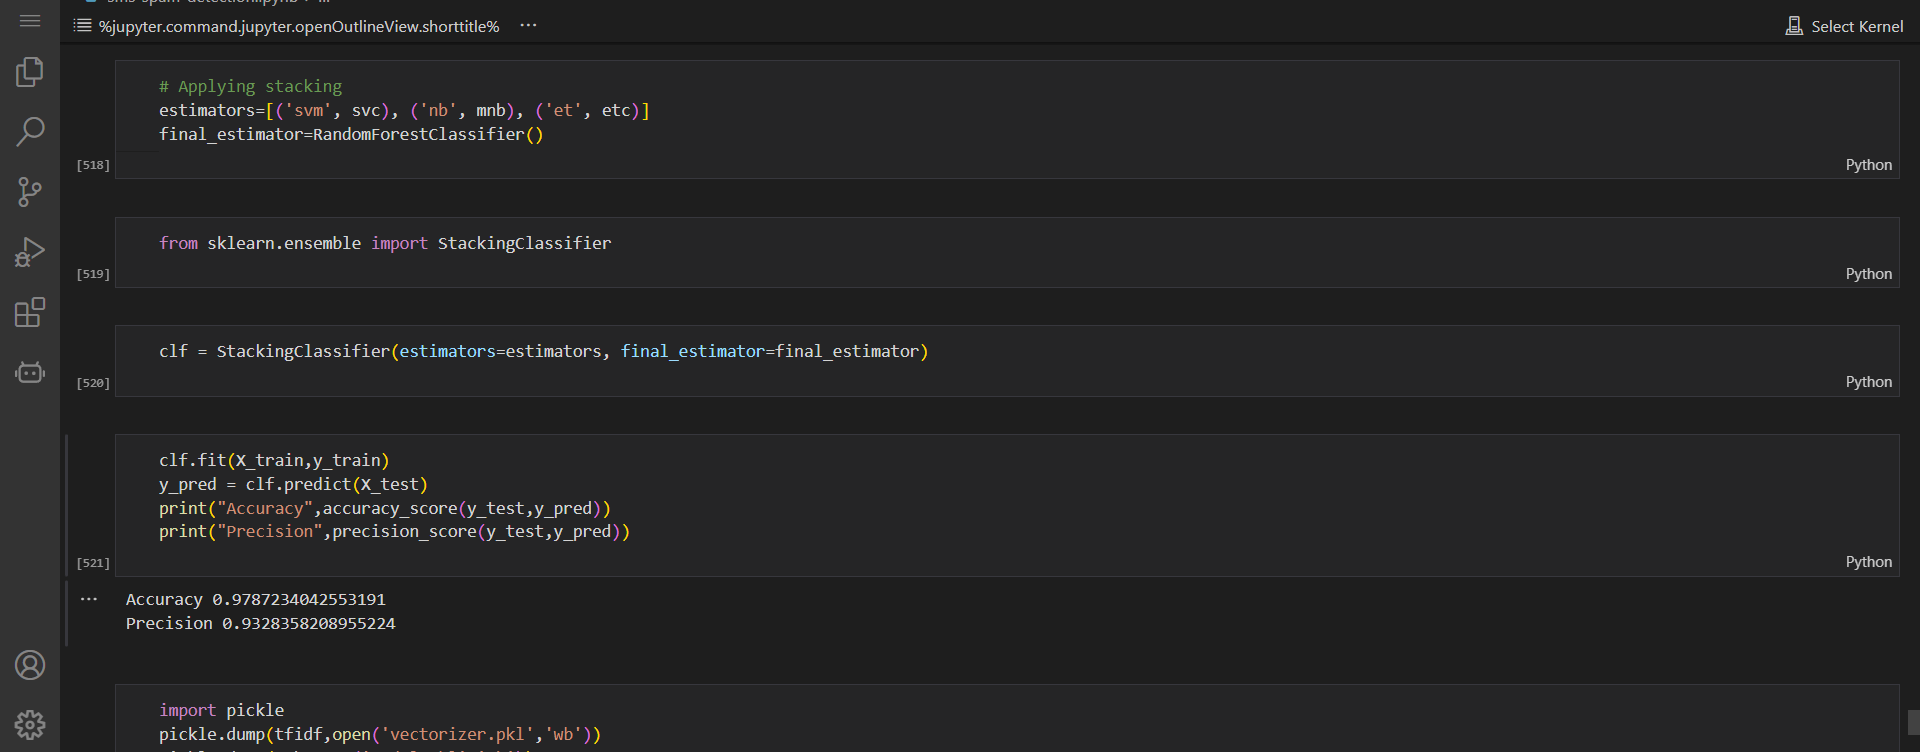 %jupyter.command.jupyter.openOutlineView.shorttitle% ···
Select Kernel
# Applying stacking
estimators=[('svm', svc), ('nb', mnb), ('et', etc)]
final_estimator=RandomForestClassifier()
[518]
Python
from sklearn.ensemble import StackingClassifier
[519]
Python
clf = StackingClassifier(estimators=estimators, final_estimator=final_estimator)
[520]
Python
clf.fit(X_train,y_train)
y_pred = clf.predict(X_test)
print("Accuracy",accuracy_score(y_test,y_pred))
print("Precision",precision_score(y_test,y_pred))
[521]
Python
··· Accuracy 0.9787234042553191
Precision 0.9328358208955224
import pickle
pickle.dump(tfidf,open('vectorizer.pkl','wb'))